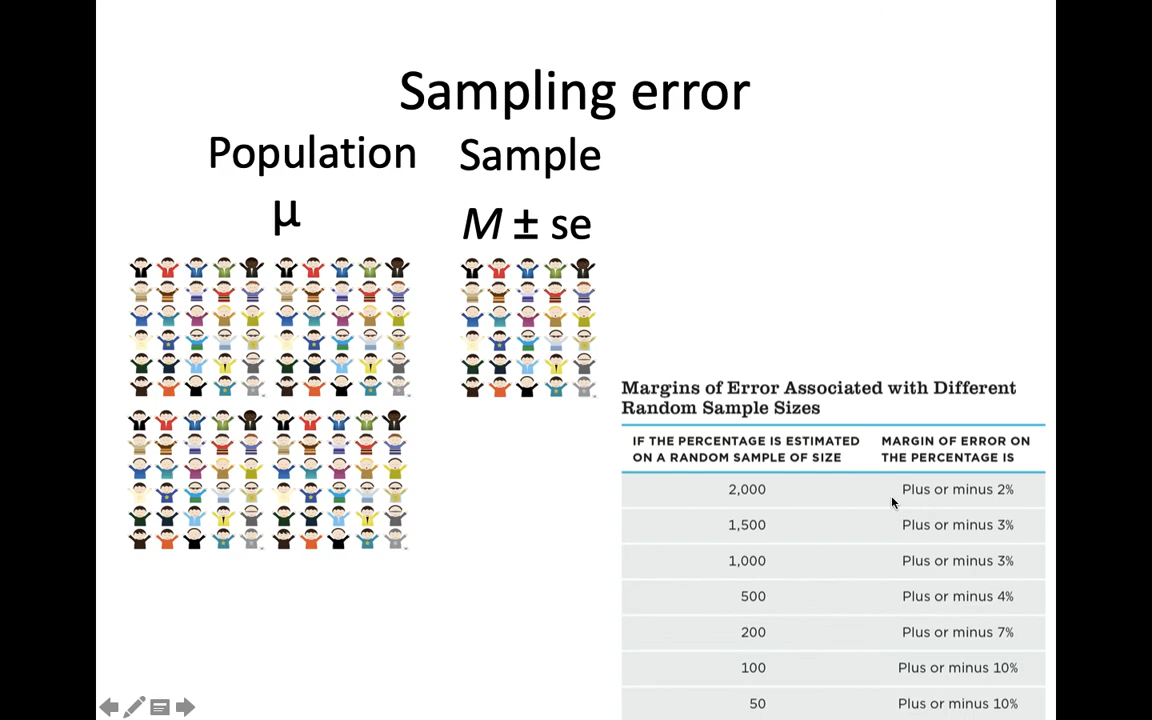 Sampling error
Population
μ
Sample
M ± se
Margins of Error Associated with Different
Random Sample Sizes
IF THE PERCENTAGE IS ESTIMATED
ON A RANDOM SAMPLE OF SIZE
MARGIN OF ERROR ON
THE PERCENTAGE IS
2,000 Plus or minus 2%
1,500 Plus or minus 3%
1,000 Plus or minus 3%
500 Plus or minus 4%
200 Plus or minus 7%
100 Plus or minus 10%
50 Plus or minus 10%